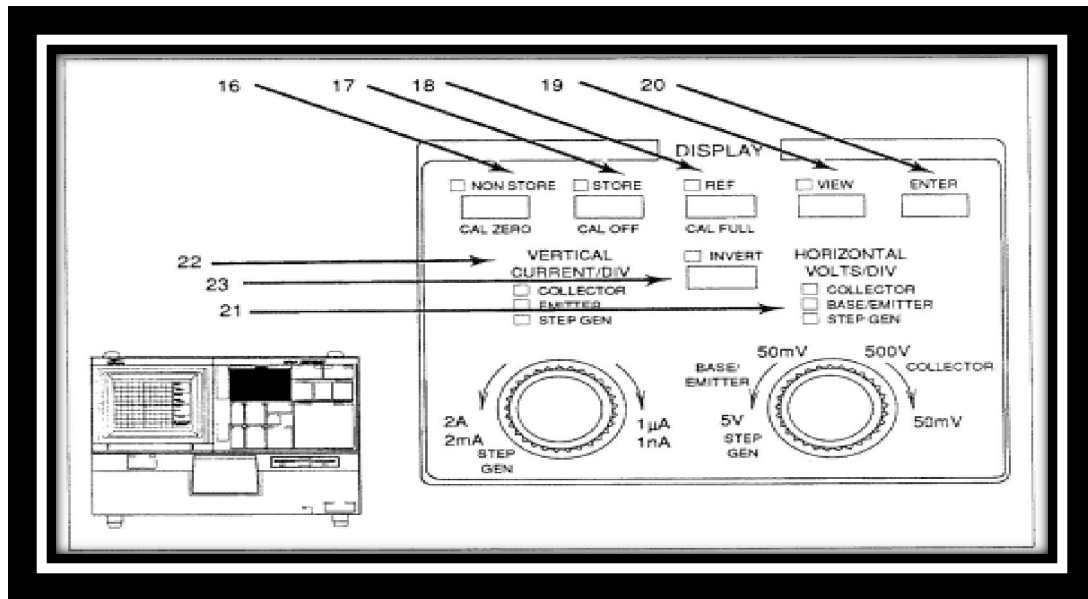 16 17 18 19 20
DISPLAY
NON STORE STORE REF VIEW ENTER
CAL ZERO CAL OFF CAL FULL
22
VERTICAL
CURRENT/DIV
COLLECTOR
EMITTER
STEP GEN
23
21
INVERT
HORIZONTAL
VOLTS/DIV
COLLECTOR
BASE/EMITTER
STEP GEN
2A
2mA
STEP
GEN
1µA
1nA
BASE/
EMITTER
50mV
500V
COLLECTOR
5V
STEP
GEN
50mV